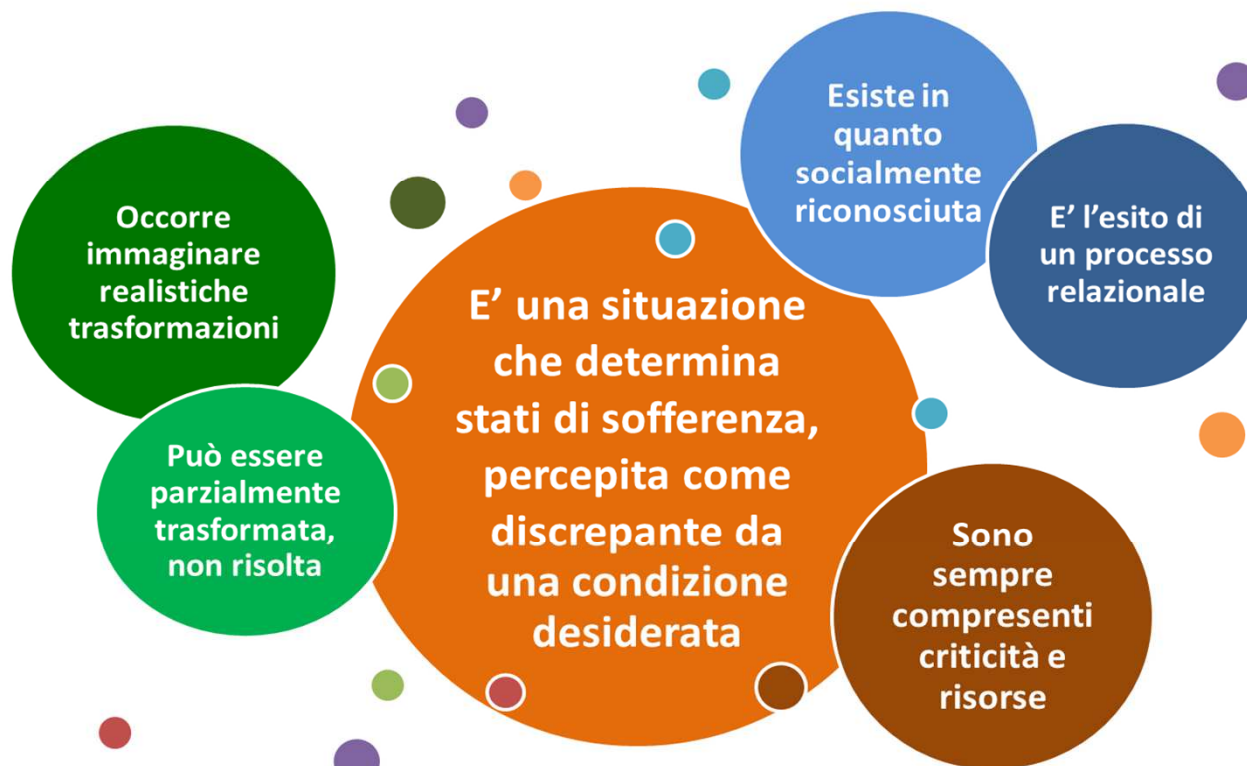 Occorre
immaginare
realistiche
trasformazioni
Può essere
parzialmente
trasformata,
non risolta
E’ una situazione
che determina
stati di sofferenza,
percepita come
discrepante da
una condizione
desiderata
Esiste in
quanto
socialmente
riconosciuta
E’ l’esito di
un processo
relazionale
Sono
sempre
compresenti
criticità e
risorse